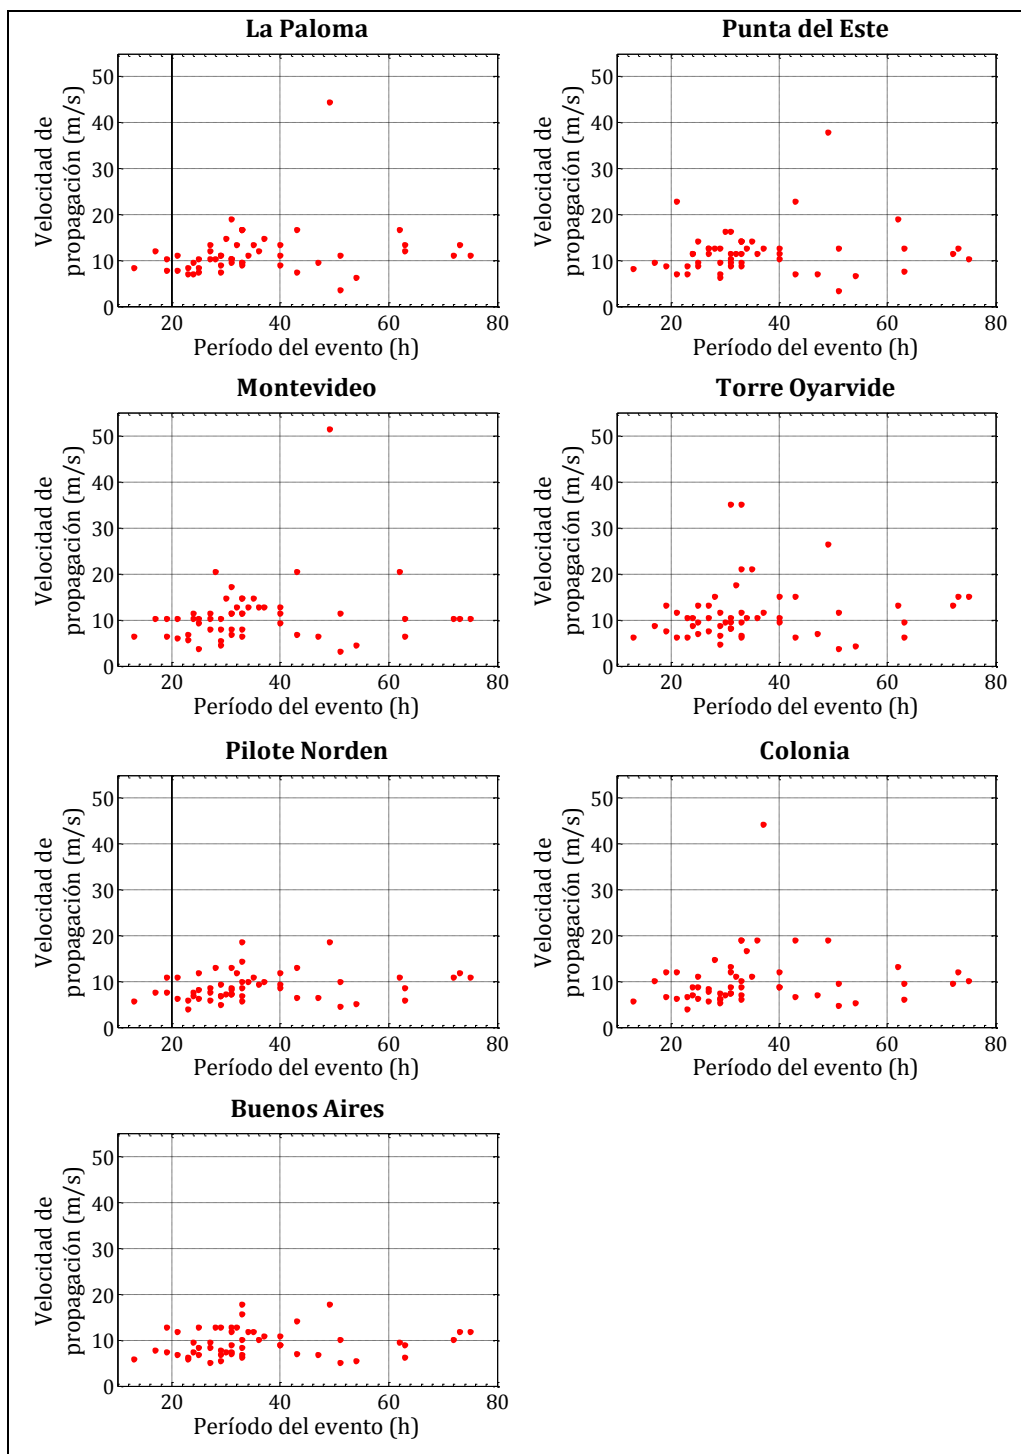 La Paloma
50
40
30
20
10
0
20 40 60 80
Velocidad de
propagación (m/s)
Período del evento (h)
Punta del Este
50
40
30
20
10
0
20 40 60 80
Velocidad de
propagación (m/s)
Período del evento (h)
Montevideo
50
40
30
20
10
0
20 40 60 80
Velocidad de
propagación (m/s)
Período del evento (h)
Torre Oyarvide
50
40
30
20
10
0
20 40 60 80
Velocidad de
propagación (m/s)
Período del evento (h)
Pilote Norden
50
40
30
20
10
0
20 40 60 80
Velocidad de
propagación (m/s)
Período del evento (h)
Colonia
50
40
30
20
10
0
20 40 60 80
Velocidad de
propagación (m/s)
Período del evento (h)
Buenos Aires
50
40
30
20
10
0
20 40 60 80
Velocidad de
propagación (m/s)
Período del evento (h)